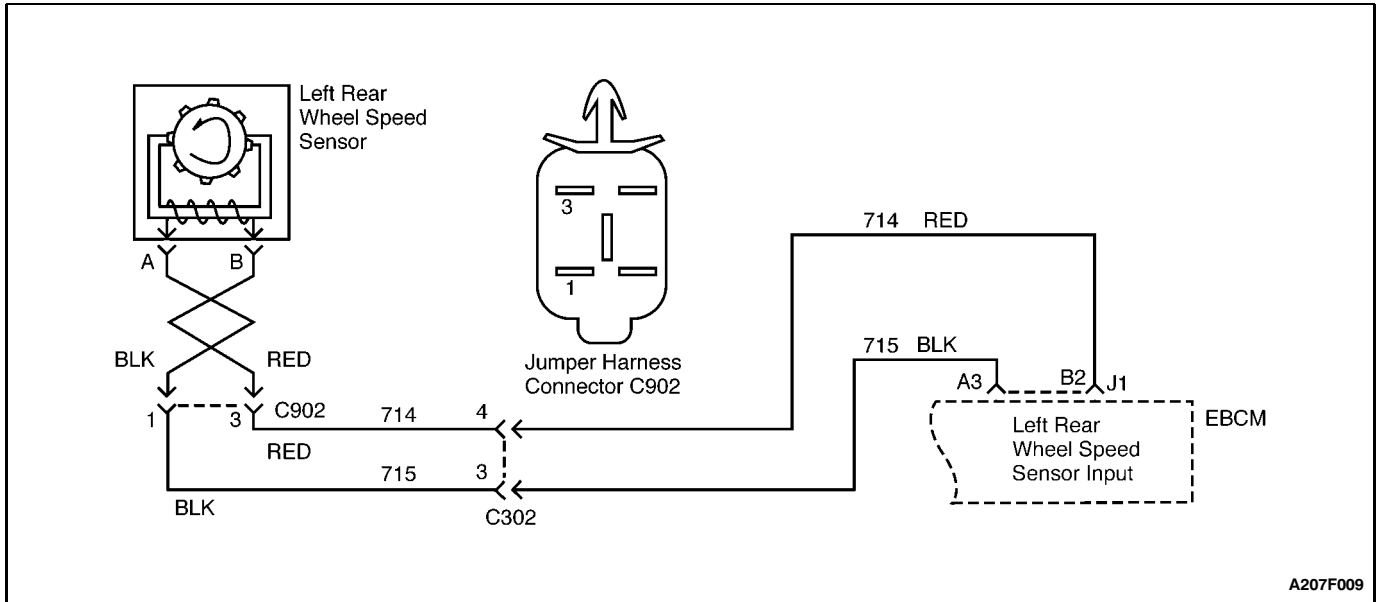 Left Rear
Wheel Speed
Sensor
A
B
BLK
RED
1
3
C902
714
4
RED
715
3
BLK
C302
3
1
Jumper Harness
Connector C902
714 RED
715 BLK
A3
B2
J1
EBCM
Left Rear
Wheel Speed
Sensor Input
A207F009